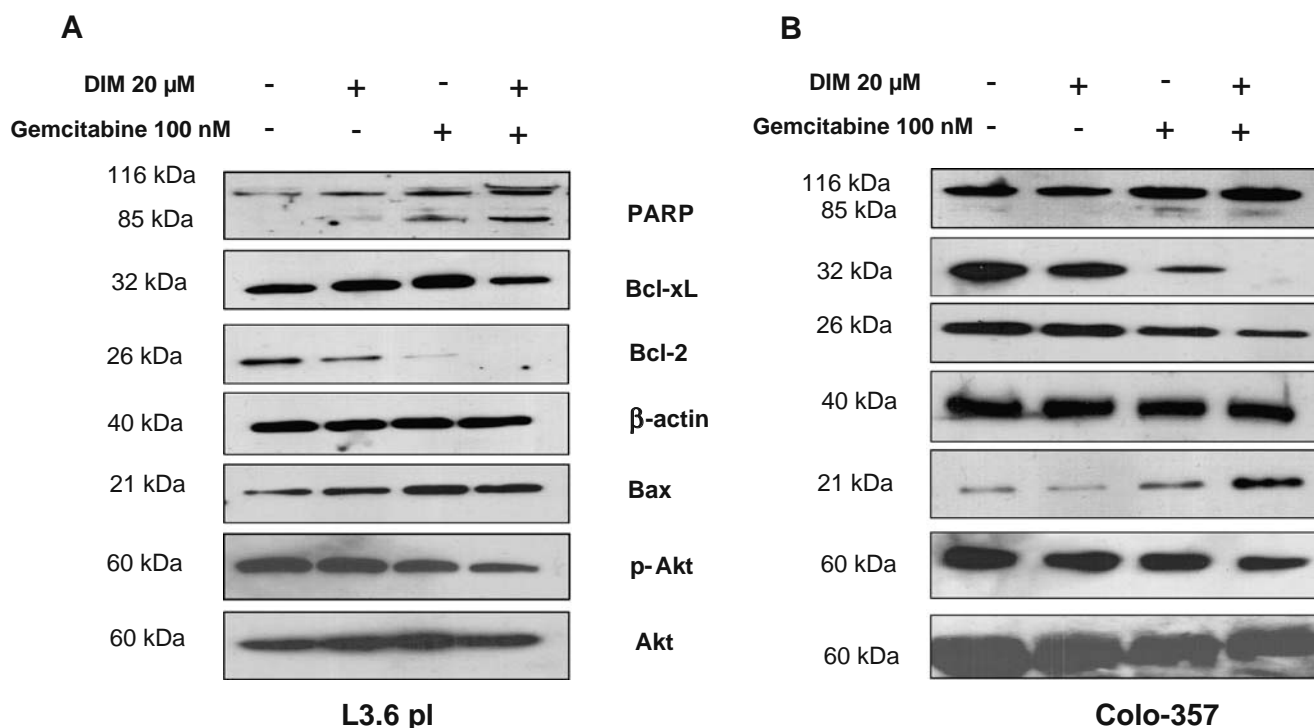 A
B
DIM 20 µM - + - +
DIM 20 µM - + - +
Gemcitabine 100 nM - - + +
Gemcitabine 100 nM - - + +
116 kDa
85 kDa
PARP
116 kDa
85 kDa
32 kDa
Bcl-xL
32 kDa
26 kDa
Bcl-2
26 kDa
40 kDa
β-actin
40 kDa
21 kDa
Bax
21 kDa
60 kDa
p-Akt
60 kDa
60 kDa
Akt
60 kDa
L3.6 pl
Colo-357